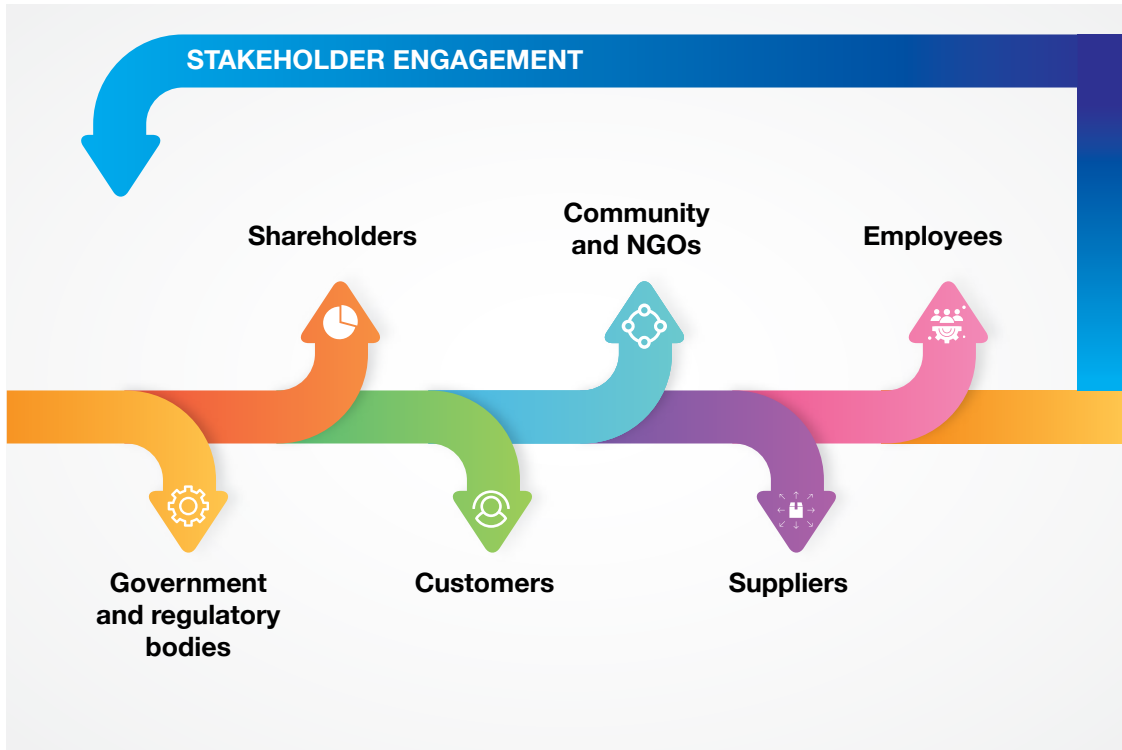 STAKEHOLDER ENGAGEMENT
Shareholders
Community
and NGOs
Employees
Government
and regulatory
bodies
Customers
Suppliers